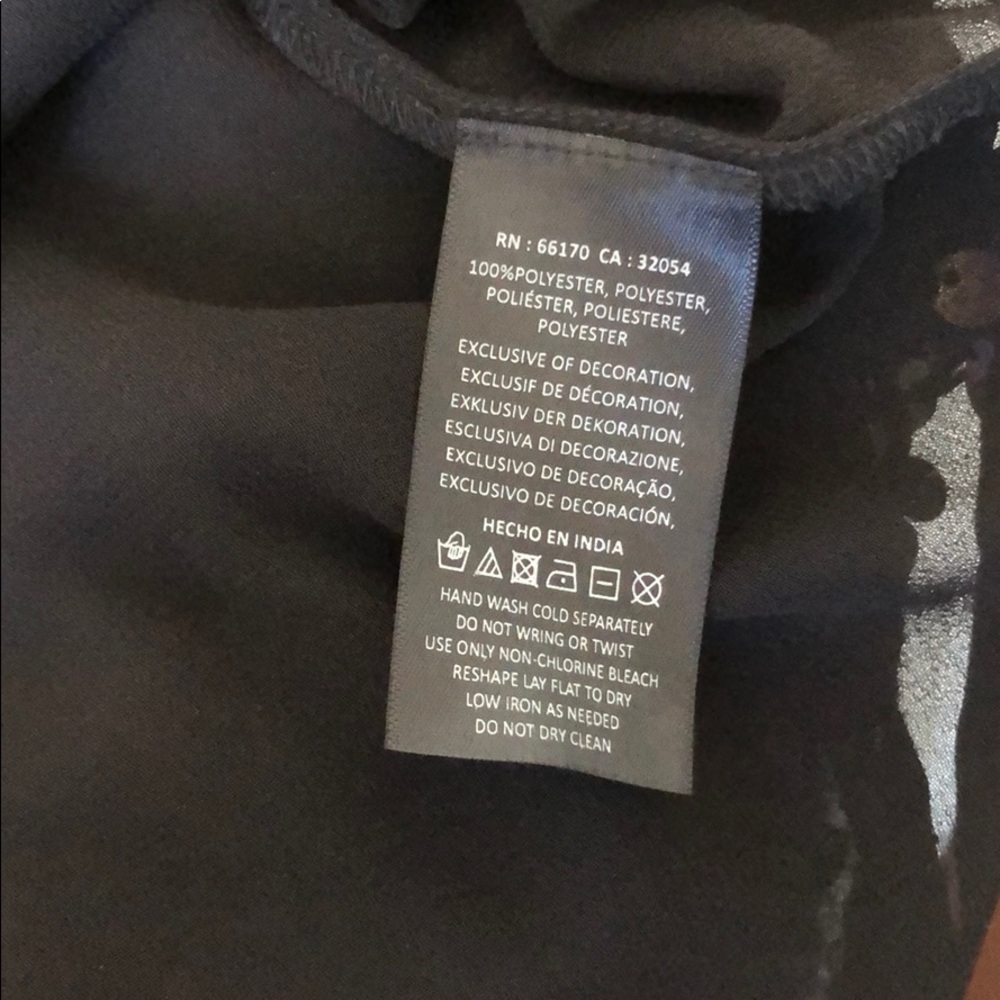 RN : 66170 CA : 32054
100%POLYESTER, POLYESTER,
POLIÉSTER, POLIESTERE,
POLYESTER
EXCLUSIVE OF DECORATION,
EXCLUSIF DE DÉCORATION,
EXKLUSIV DER DEKORATION,
ESCLUSIVA DI DECORAZIONE,
EXCLUSIVO DE DECORAÇÃO,
EXCLUSIVO DE DECORACIÓN,
HECHO EN INDIA
HAND WASH COLD SEPARATELY
DO NOT WRING OR TWIST
USE ONLY NON-CHLORINE BLEACH
RESHAPE LAY FLAT TO DRY
LOW IRON AS NEEDED
DO NOT DRY CLEAN